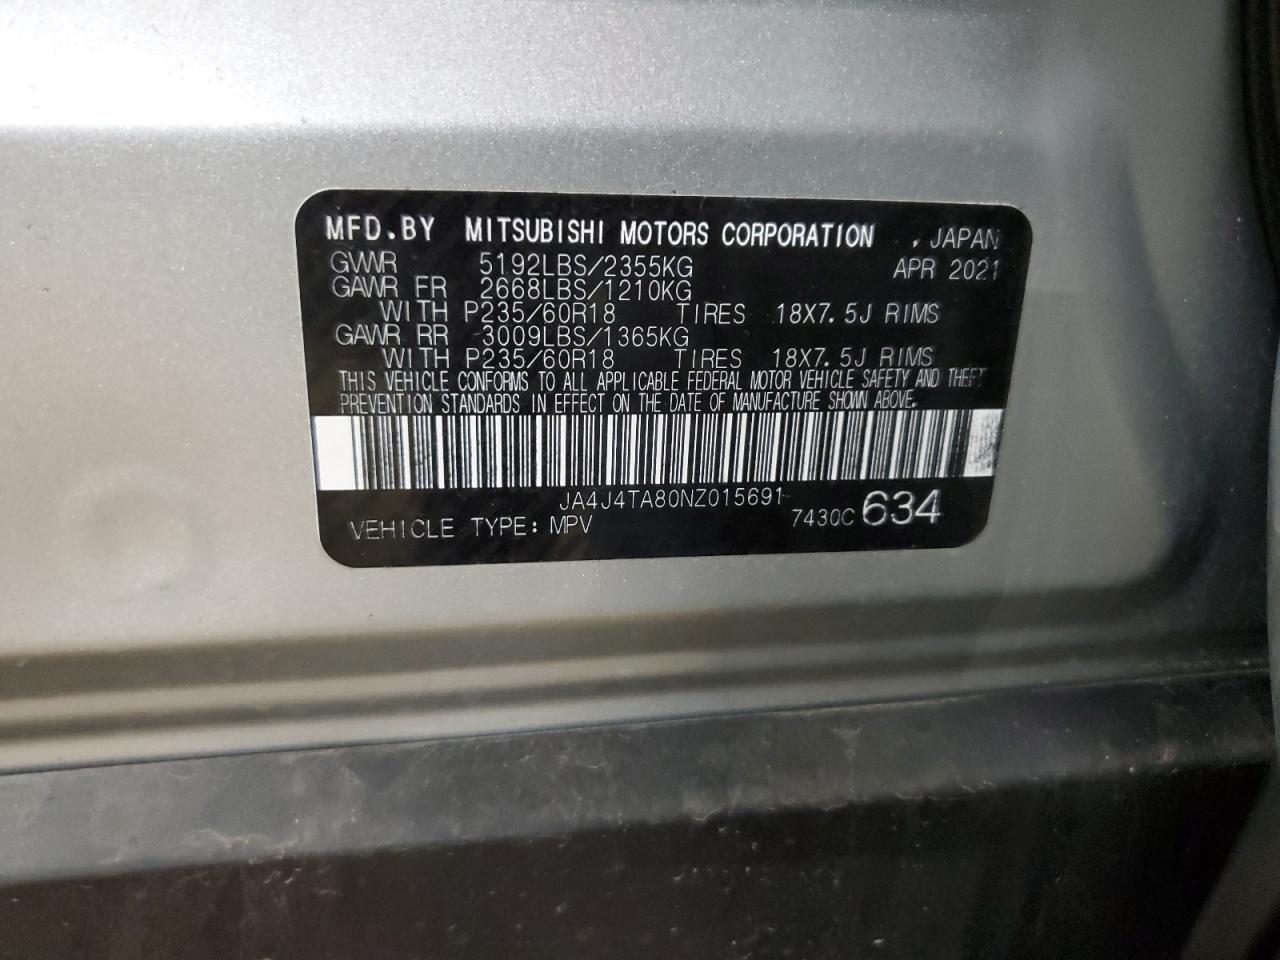 MFD.BY MITSUBISHI MOTORS CORPORATION , JAPAN
GVWR 5192LBS/2355KG APR 2021
GAWR FR 2668LBS/1210KG
WITH P235/60R18 TIRES 18X7.5J RIMS
GAWR RR 3009LBS/1365KG
WITH P235/60R18 TIRES 18X7.5J RIMS
THIS VEHICLE CONFORMS TO ALL APPLICABLE FEDERAL MOTOR VEHICLE SAFETY AND THEFT
PREVENTION STANDARDS IN EFFECT ON THE DATE OF MANUFACTURE SHOWN ABOVE.
JA4J4TA80NZ015691
VEHICLE TYPE: MPV 7430C 634